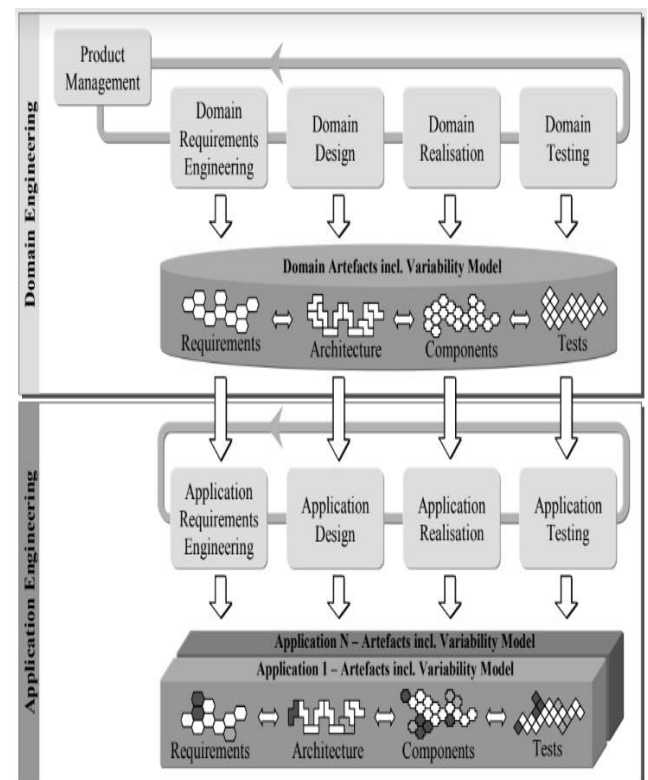 Domain Engineering
Product
Management
Domain
Requirements
Engineering
Domain
Design
Domain
Realisation
Domain
Testing
Domain Artefacts incl. Variability Model
Requirements
Architecture
Components
Tests
Application Engineering
Application
Requirements
Engineering
Application
Design
Application
Realisation
Application
Testing
Application N – Artefacts incl. Variability Model
Application 1 – Artefacts incl. Variability Model
Requirements
Architecture
Components
Tests